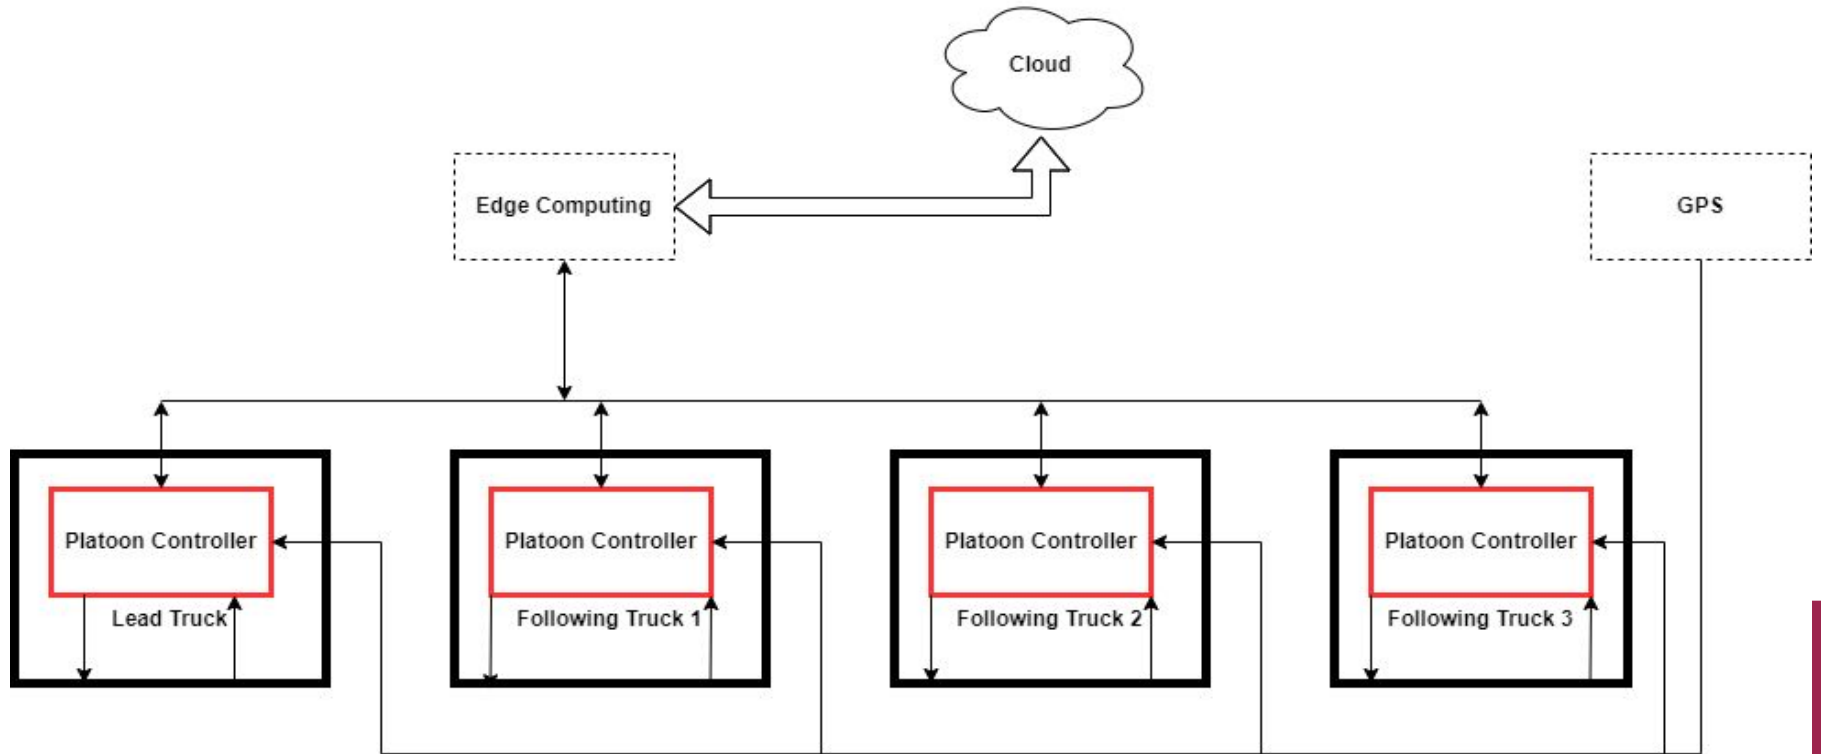 Cloud
Edge Computing
GPS
Platoon Controller
Platoon Controller
Platoon Controller
Platoon Controller
Lead Truck
Following Truck 1
Following Truck 2
Following Truck 3